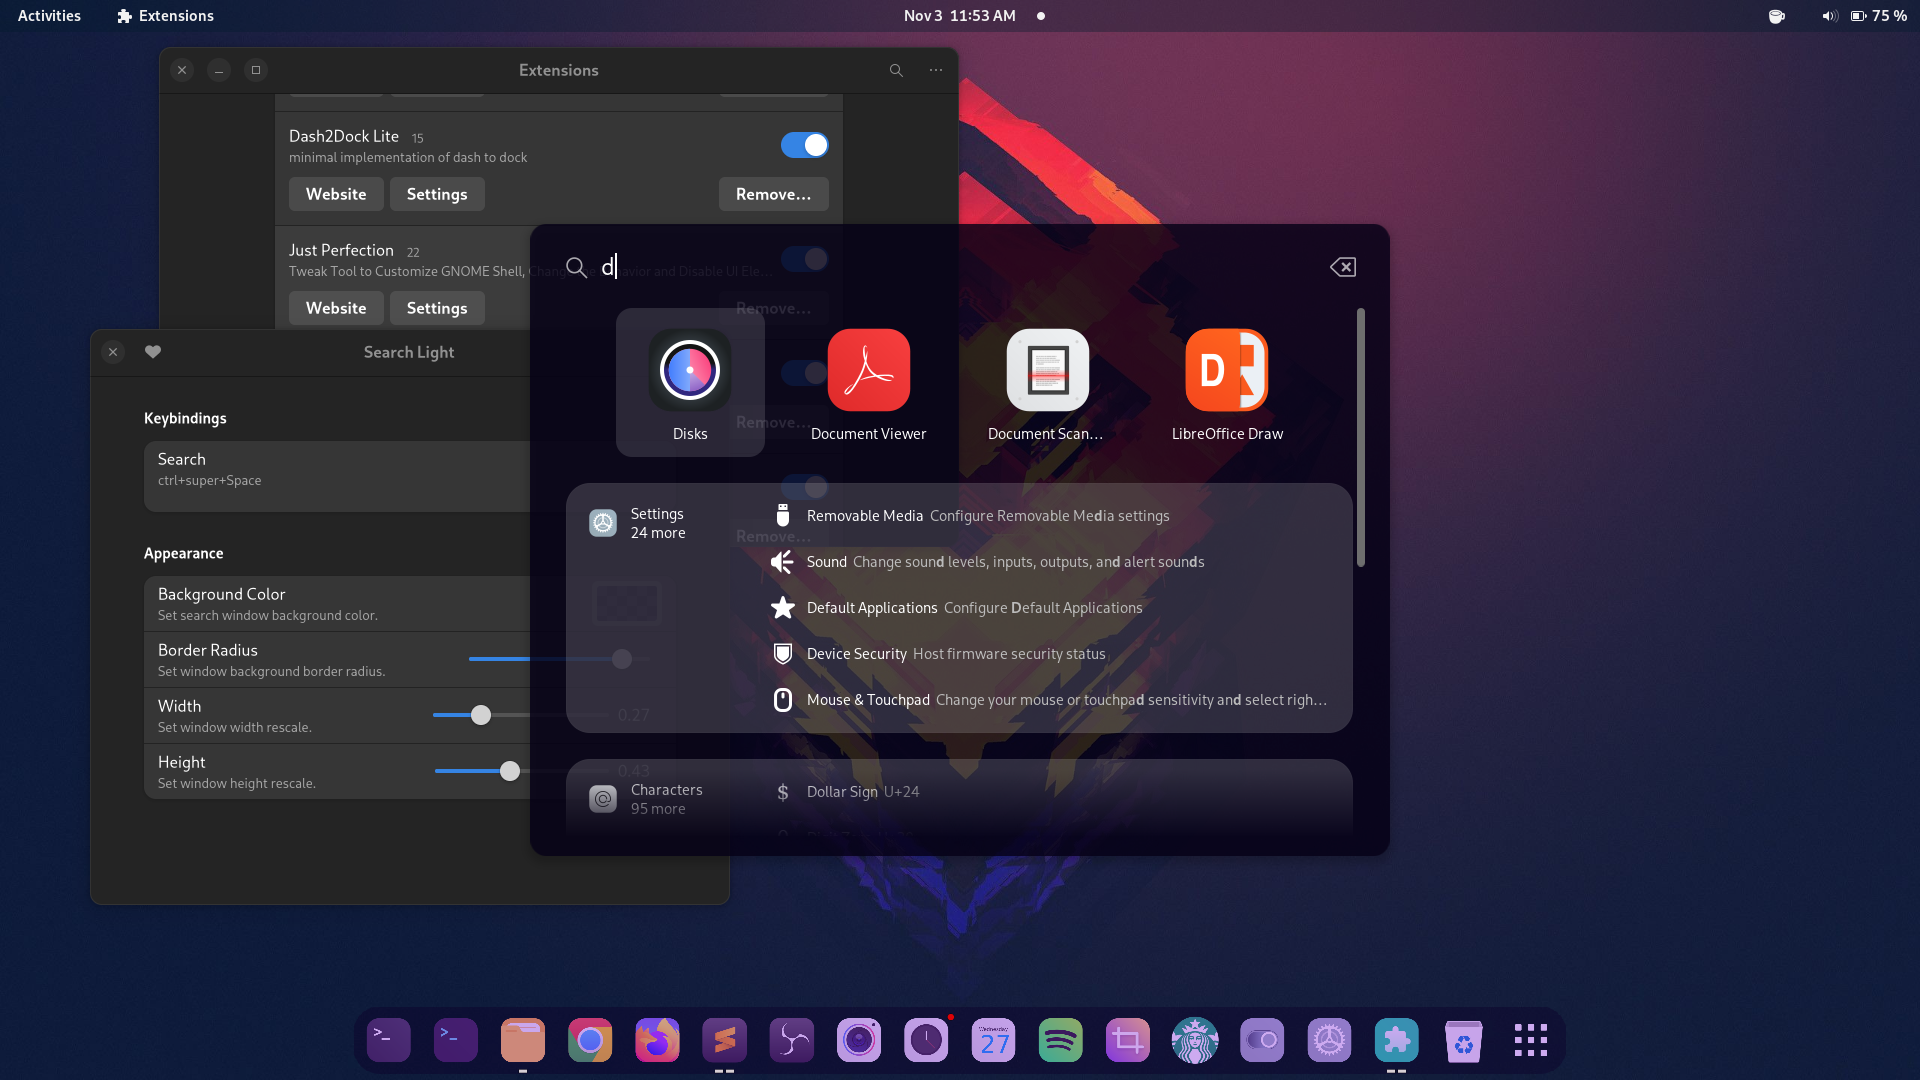 Activities
Extensions
Nov 3 11:53 AM
75 %
Extensions
Dash2Dock Lite 15
minimal implementation of dash to dock
Website
Settings
Remove...
Just Perfection 22
Tweak Tool to Customize GNOME Shell, Change the Behavior and Disable UI Ele...
Website
Settings
Remove...
Remove...
Remove...
Search Light
Keybindings
Search
ctrl+super+Space
Appearance
Background Color
Set search window background color.
Border Radius
Set window background border radius.
Width
Set window width rescale.
0.27
Height
Set window height rescale.
0.43
d
Disks
Document Viewer
Document Scan...
LibreOffice Draw
Settings
24 more
Removable Media Configure Removable Media settings
Sound Change sound levels, inputs, outputs, and alert sounds
Default Applications Configure Default Applications
Device Security Host firmware security status
Mouse & Touchpad Change your mouse or touchpad sensitivity and select righ...
Characters
95 more
$ Dollar Sign U+24
Wednesday
27